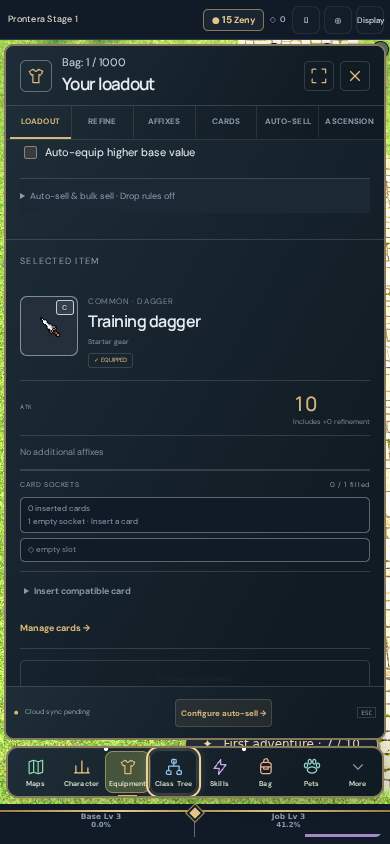 Prontera Stage 1
15 Zeny
◇ 0
Display
Bag: 1 / 1000
Your loadout
LOADOUT
REFINE
AFFIXES
CARDS
AUTO-SELL
ASCENSION
Auto-equip higher base value
▶ Auto-sell & bulk sell · Drop rules off
SELECTED ITEM
C
COMMON · DAGGER
Training dagger
Starter gear
✓ EQUIPPED
ATK
10
Includes +0 refinement
No additional affixes
CARD SOCKETS
0 / 1 filled
0 inserted cards
1 empty socket · Insert a card
◇ empty slot
▶ Insert compatible card
Manage cards →
Cloud sync pending
Configure auto-sell →
ESC
✦ First adventure · 7 / 10
Maps
Character
Equipment
Class Tree
Skills
Bag
Pets
More
Base Lv 3
0.0%
Job Lv 3
41.2%